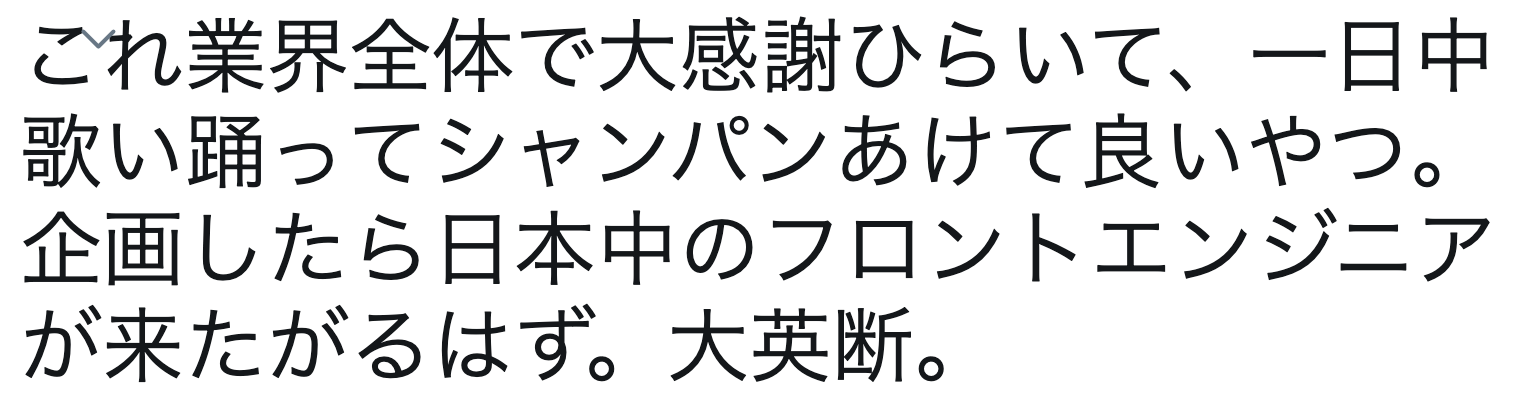 これ業界全体で大感謝ひらいて、一日中
歌い踊ってシャンパンあけて良いやつ。
企画したら日本中のフロントエンジニア
が来たがるはず。大英断。